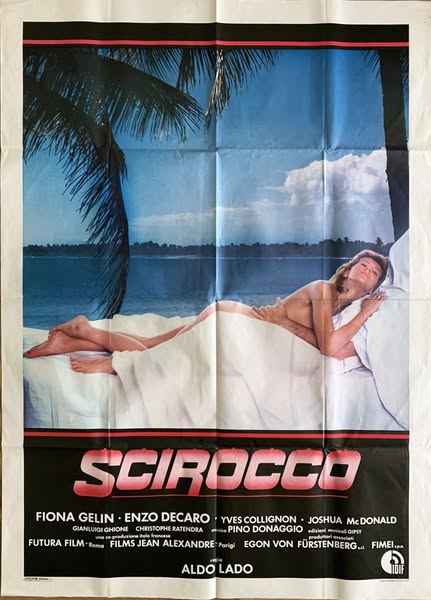 SCIROCCO
FIONA GELIN · ENZO DECARO · YVES COLLIGNON · JOSHUA McDONALD
GIANLUIGI GHIONE CHRISTOPHE RATENDRA PINO DONAGGIO edizioni musicali GIPSY
una co-produzione italo francese produttori associati
FUTURA FILM - Roma FILMS JEAN ALEXANDRE - Parigi EGON VON FÜRSTENBERG s.r.l. FIMEI s.p.A.
ALDO LADO
IDIF